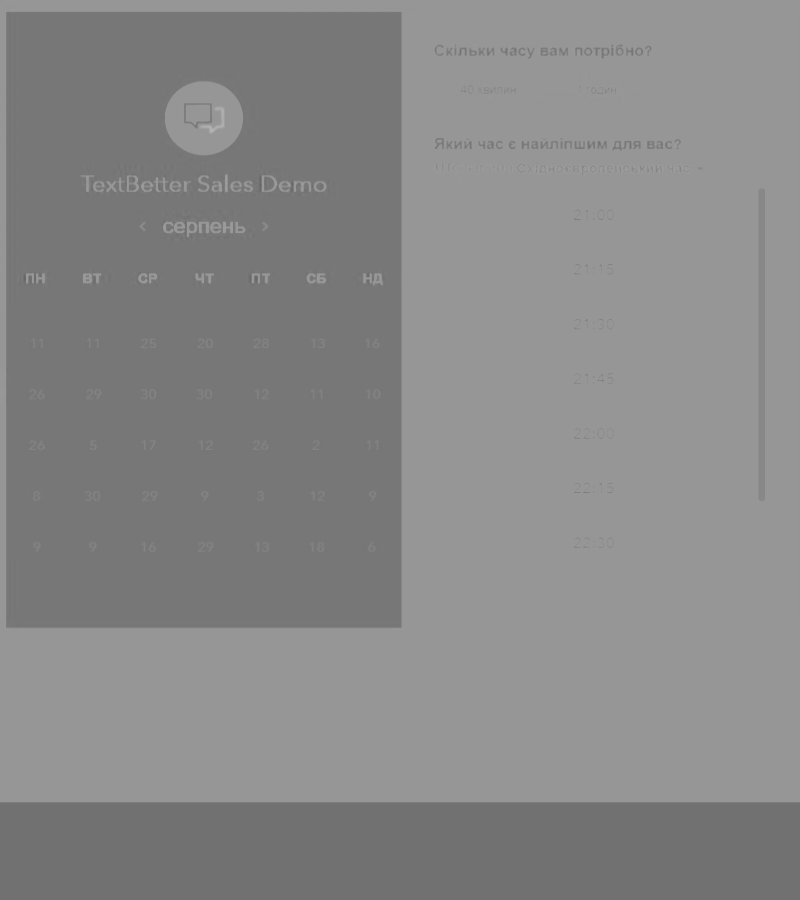 TextBetter Sales Demo
‹ серпень ›
ПН ВТ СР ЧТ ПТ СБ НД
11 11 25 20 28 13 16
26 29 30 30 12 11 10
26 5 17 12 26 2 11
8 30 29 9 3 12 9
9 9 16 29 13 18 6
Скільки часу вам потрібно?
хвилин годин
Який час є найліпшим для вас?
Східноєвропейський час
21:00
21:15
21:30
21:45
22:00
22:15
22:30